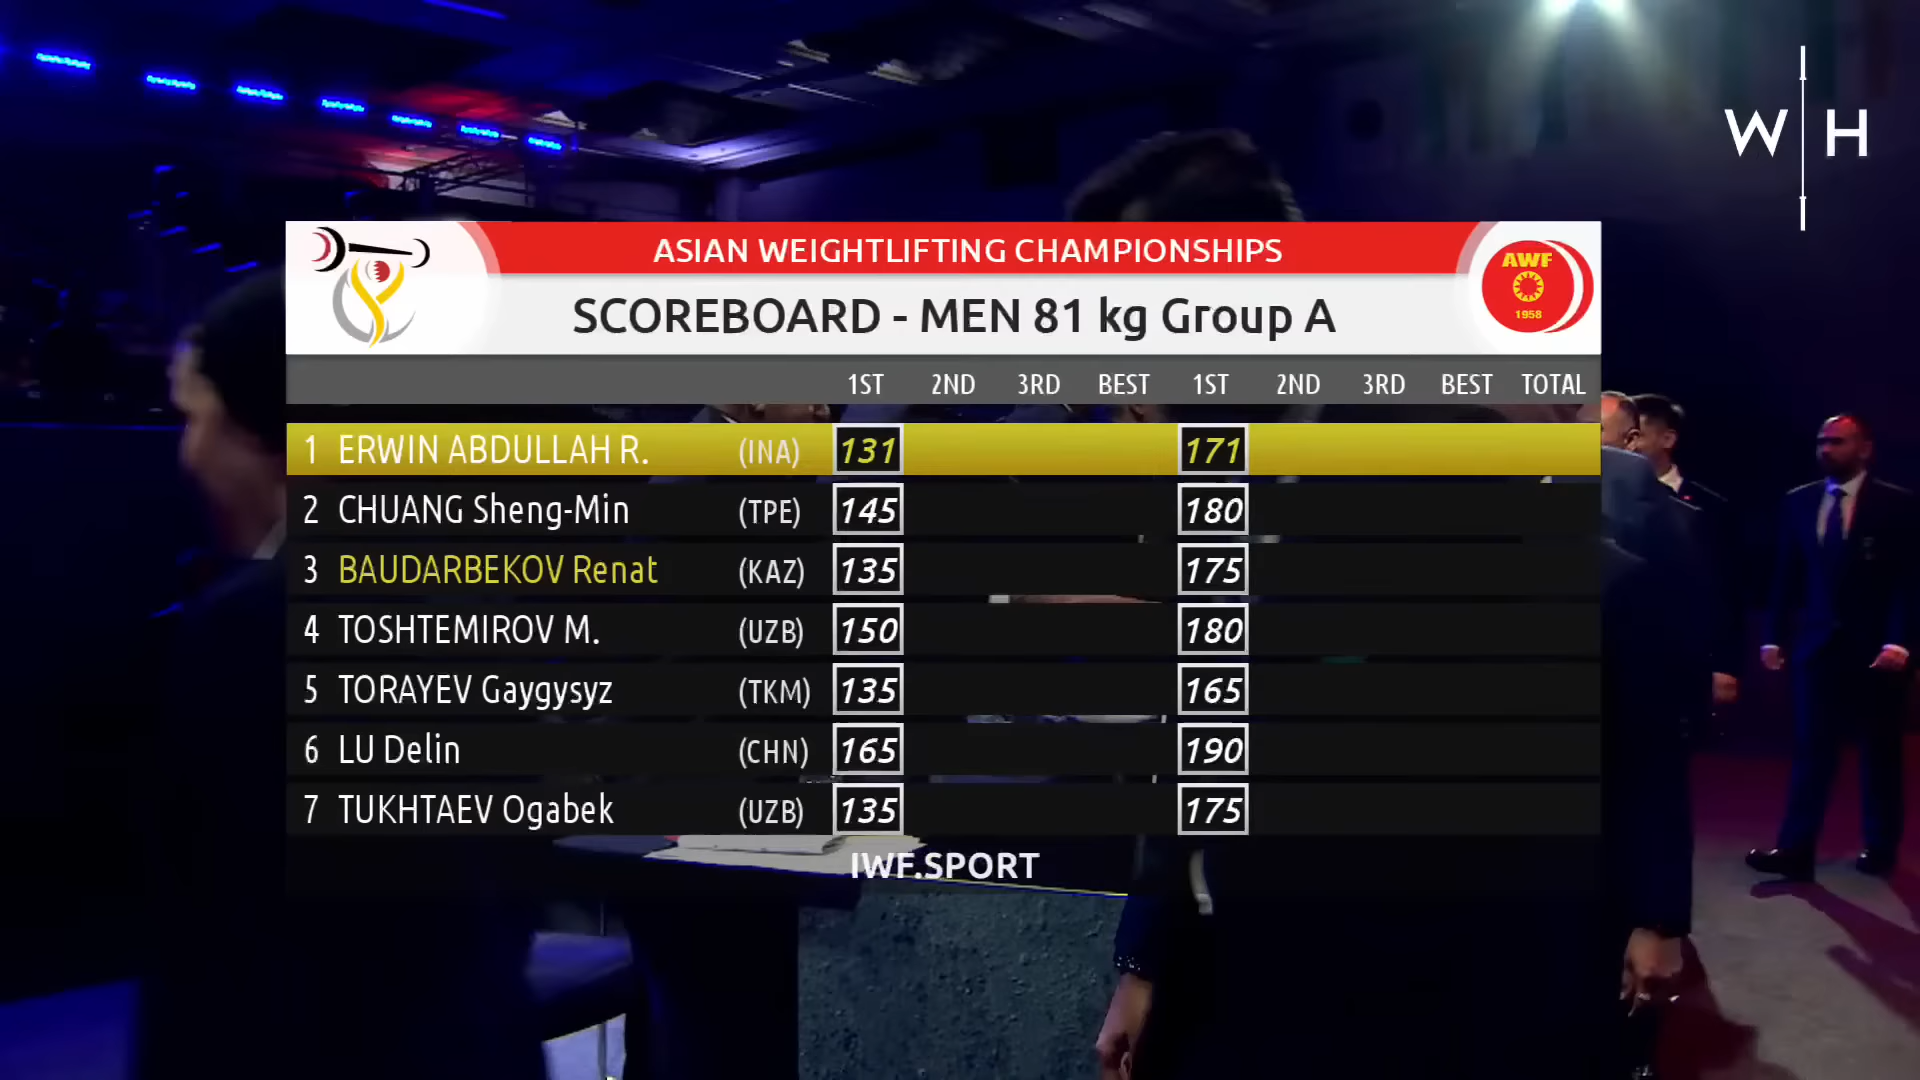 W H
ASIAN WEIGHTLIFTING CHAMPIONSHIPS
AWF
1958
SCOREBOARD - MEN 81 kg Group A
1ST 2ND 3RD BEST 1ST 2ND 3RD BEST TOTAL
1 ERWIN ABDULLAH R. (INA) 131 171
2 CHUANG Sheng-Min (TPE) 145 180
3 BAUDARBEKOV Renat (KAZ) 135 175
4 TOSHTEMIROV M. (UZB) 150 180
5 TORAYEV Gaygysyz (TKM) 135 165
6 LU Delin (CHN) 165 190
7 TUKHTAEV Ogabek (UZB) 135 175
IWF.SPORT